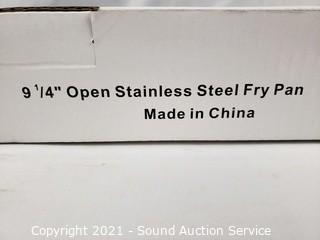 9 1/4" Open Stainless Steel Fry Pan
Made in China
Copyright 2021 - Sound Auction Service